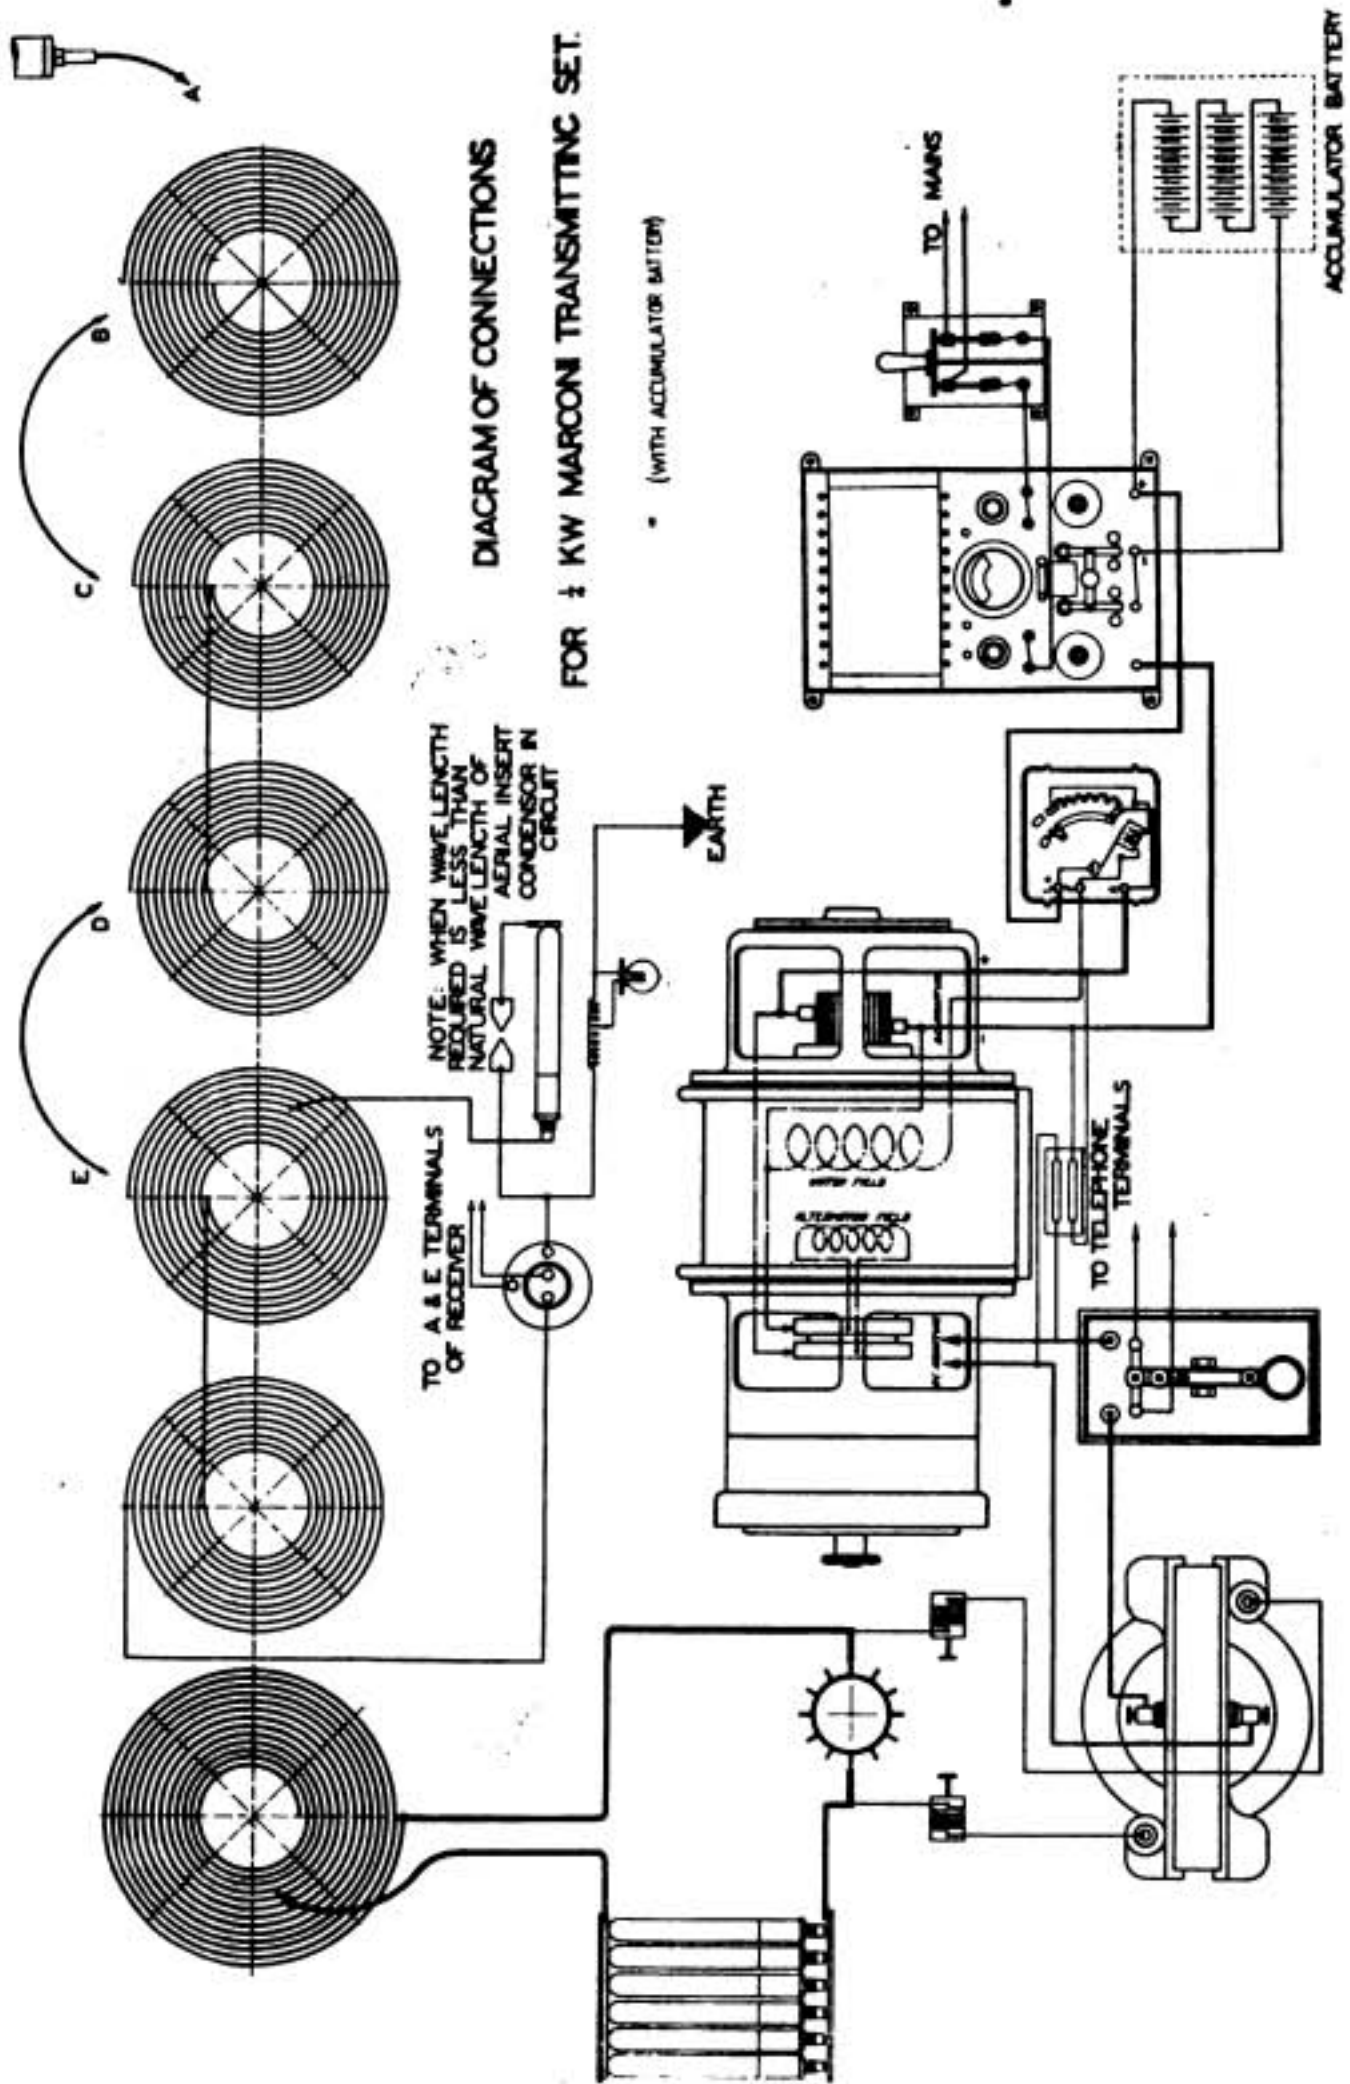 A
B
C
D
E
DIAGRAM OF CONNECTIONS
FOR ½ KW MARCONI TRANSMITTING SET.
(WITH ACCUMULATOR BATTERY)
NOTE: WHEN WAVE LENGTH
REQUIRED IS LESS THAN
NATURAL WAVE LENGTH OF
AERIAL INSERT
CONDENSOR IN
CIRCUIT
TO A & E TERMINALS
OF RECEIVER
EARTH
TO MAINS
ACCUMULATOR BATTERY
MOTOR FIELD
ALTERNATOR FIELD
TO TELEPHONE
TERMINALS